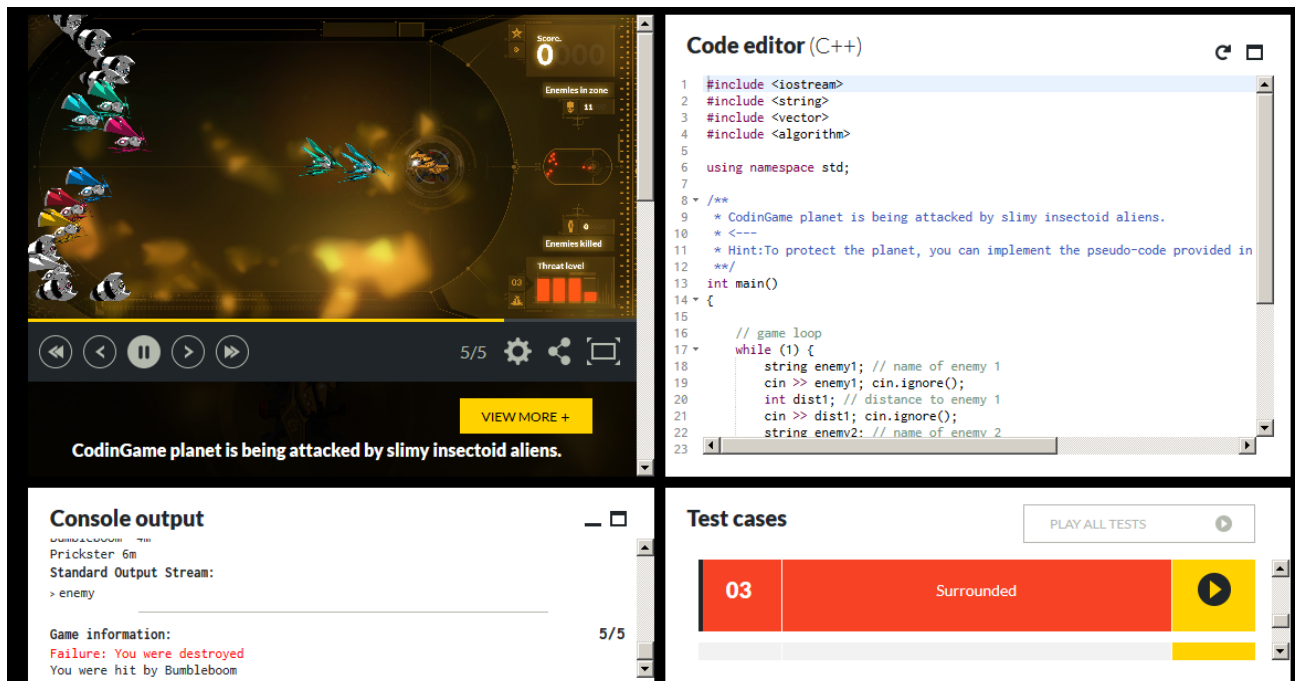 Score.
0000
Enemies in zone
11
0
Enemies killed
Threat level
03
5/5
VIEW MORE +
CodinGame planet is being attacked by slimy insectoid aliens.
Code editor (C++)
1 #include <iostream>
2 #include <string>
3 #include <vector>
4 #include <algorithm>
5
6 using namespace std;
7
8 /**
9 * CodinGame planet is being attacked by slimy insectoid aliens.
10 * <---
11 * Hint:To protect the planet, you can implement the pseudo-code provided in
12 **/
13 int main()
14 {
15
16 // game loop
17 while (1) {
18 string enemy1; // name of enemy 1
19 cin >> enemy1; cin.ignore();
20 int dist1; // distance to enemy 1
21 cin >> dist1; cin.ignore();
22 string enemy2; // name of enemy 2
23
Console output
Bumbleboom 4m
Prickster 6m
Standard Output Stream:
> enemy
Game information:
5/5
Failure: You were destroyed
You were hit by Bumbleboom
Test cases
PLAY ALL TESTS
03
Surrounded